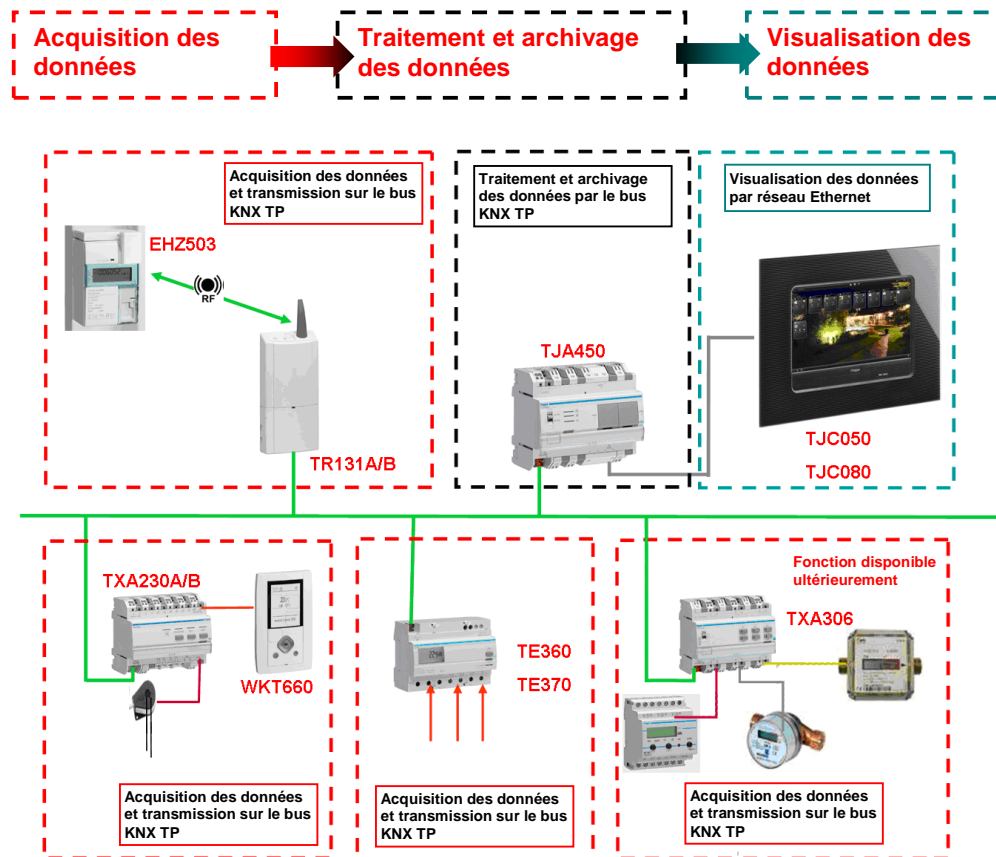 Acquisition des
données
Traitement et archivage
des données
Visualisation des
données
Acquisition des données
et transmission sur le bus
KNX TP
EHZ503
RF
TR131A/B
Traitement et archivage
des données par le bus
KNX TP
TJA450
Visualisation des données
par réseau Ethernet
TJC050
TJC080
TXA230A/B
WKT660
Acquisition des données
et transmission sur le bus
KNX TP
TE360
TE370
Acquisition des données
et transmission sur le bus
KNX TP
Fonction disponible
ultérieurement
TXA306
Acquisition des données
et transmission sur le bus
KNX TP